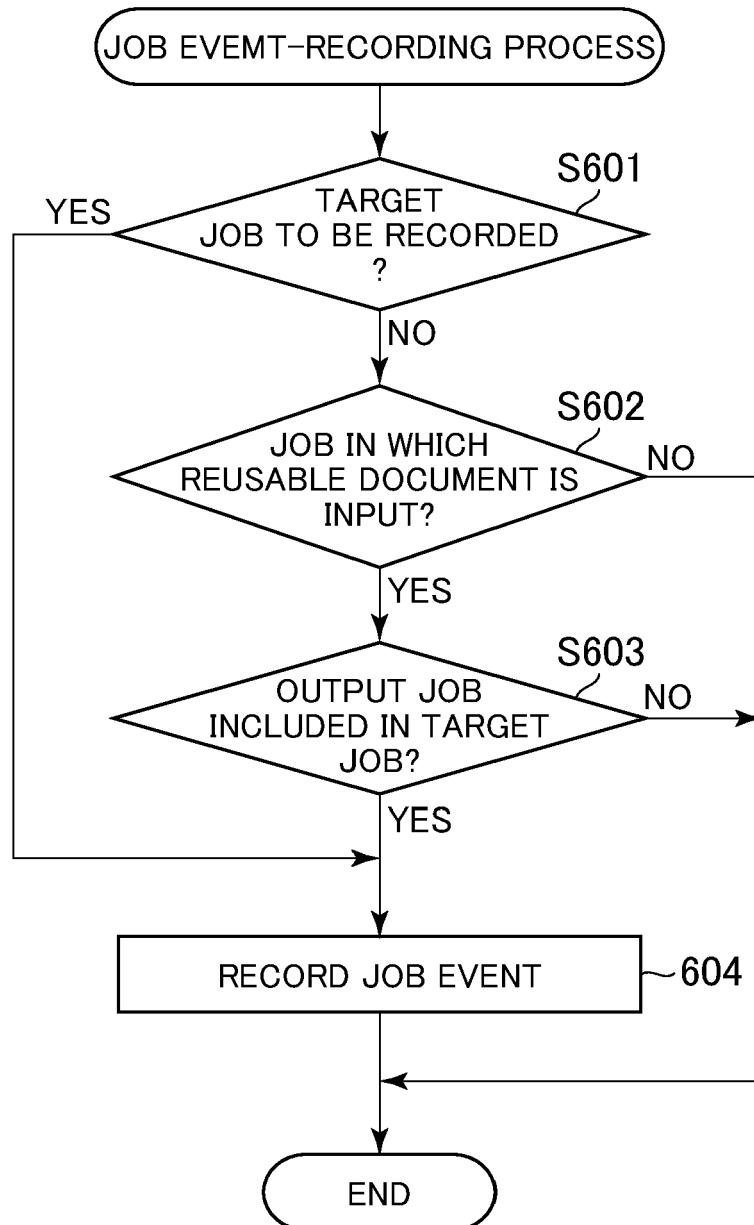 JOB EVEMT-RECORDING PROCESS
S601
YES
TARGET
JOB TO BE RECORDED
?
NO
S602
JOB IN WHICH
REUSABLE DOCUMENT IS
INPUT?
NO
YES
S603
OUTPUT JOB
INCLUDED IN TARGET
JOB?
NO
YES
RECORD JOB EVENT
604
END